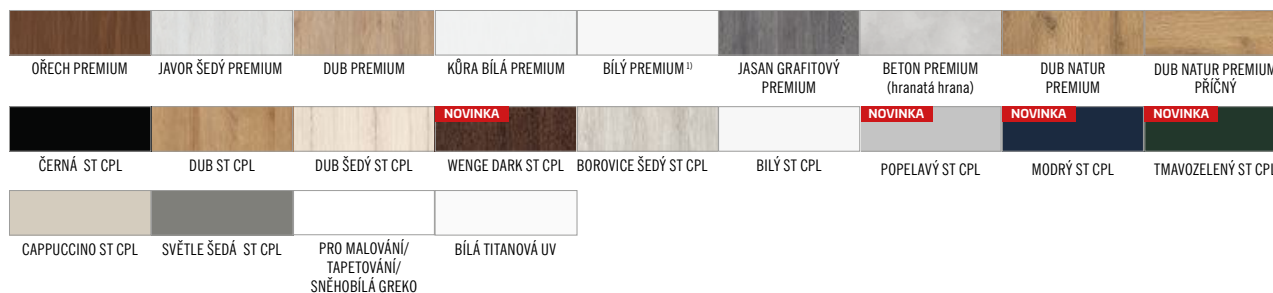 OŘECH PREMIUM
JAVOR ŠEDÝ PREMIUM
DUB PREMIUM
KŮRA BÍLÁ PREMIUM
BÍLÝ PREMIUM 1)
JASAN GRAFITOVÝ
PREMIUM
BETON PREMIUM
(hranatá hrana)
DUB NATUR
PREMIUM
DUB NATUR PREMIUM
PŘÍČNÝ
ČERNÁ ST CPL
DUB ST CPL
DUB ŠEDÝ ST CPL
NOVINKA
WENGE DARK ST CPL
BOROVICE ŠEDÝ ST CPL
BILÝ ST CPL
NOVINKA
POPELAVÝ ST CPL
NOVINKA
MODRÝ ST CPL
NOVINKA
TMAVOZELENÝ ST CPL
CAPPUCCINO ST CPL
SVĚTLE ŠEDÁ ST CPL
PRO MALOVÁNÍ/
TAPETOVÁNÍ/
SNĚHOBÍLÁ GREKO
BÍLÁ TITANOVÁ UV